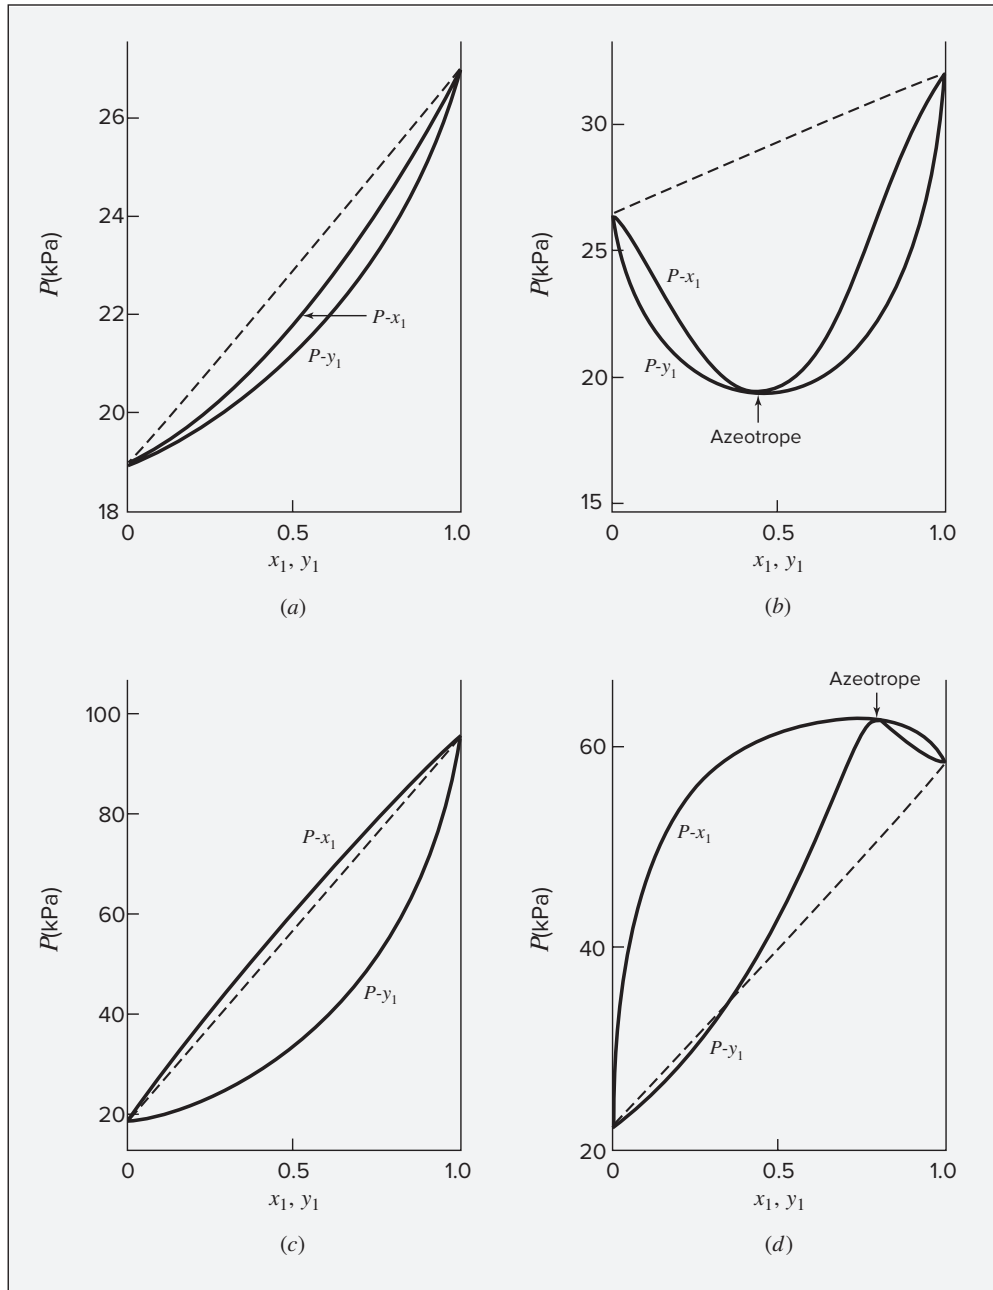 26
24
22
20
18
P(kPa)
P-x1
P-y1
0
0.5
1.0
x1, y1
(a)
30
25
20
15
P(kPa)
P-x1
P-y1
Azeotrope
0
0.5
1.0
x1, y1
(b)
100
80
60
40
20
P(kPa)
P-x1
P-y1
0
0.5
1.0
x1, y1
(c)
Azeotrope
60
40
20
P(kPa)
P-x1
P-y1
0
0.5
1.0
x1, y1
(d)